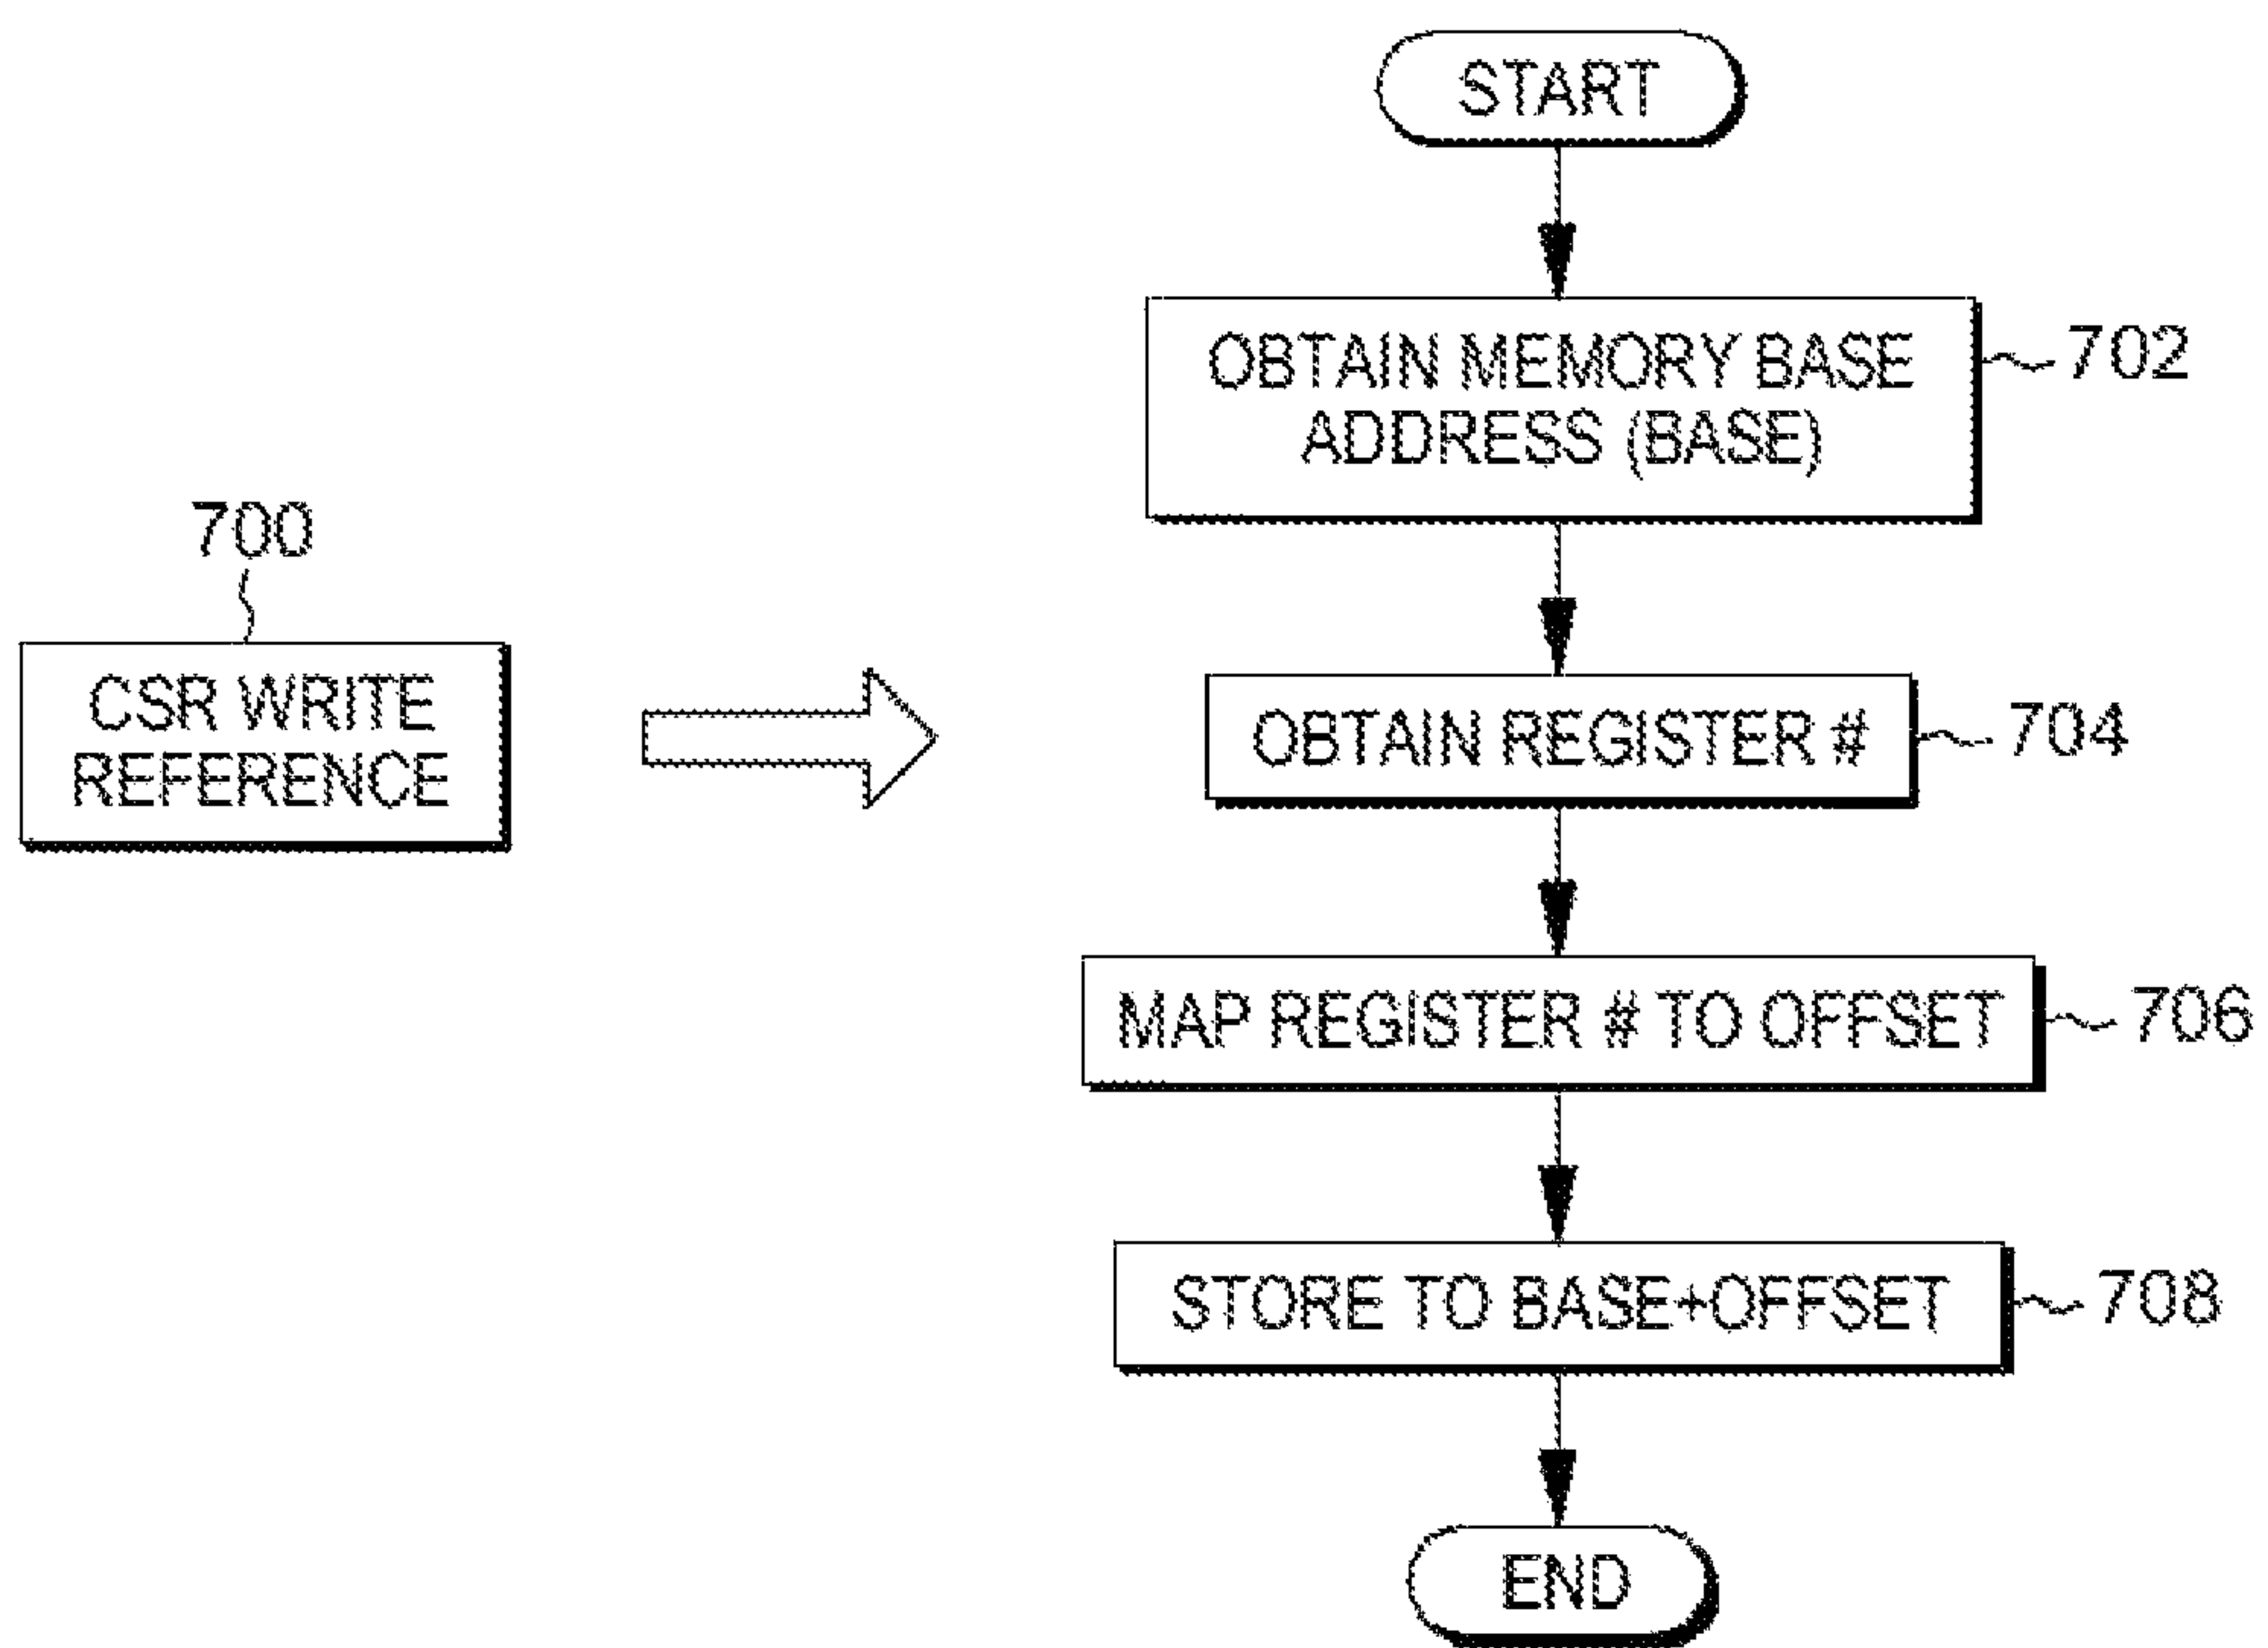 START
OBTAIN MEMORY BASE
ADDRESS (BASE)
702
700
CSR WRITE
REFERENCE
OBTAIN REGISTER #
704
MAP REGISTER # TO OFFSET
706
STORE TO BASE+OFFSET
708
END